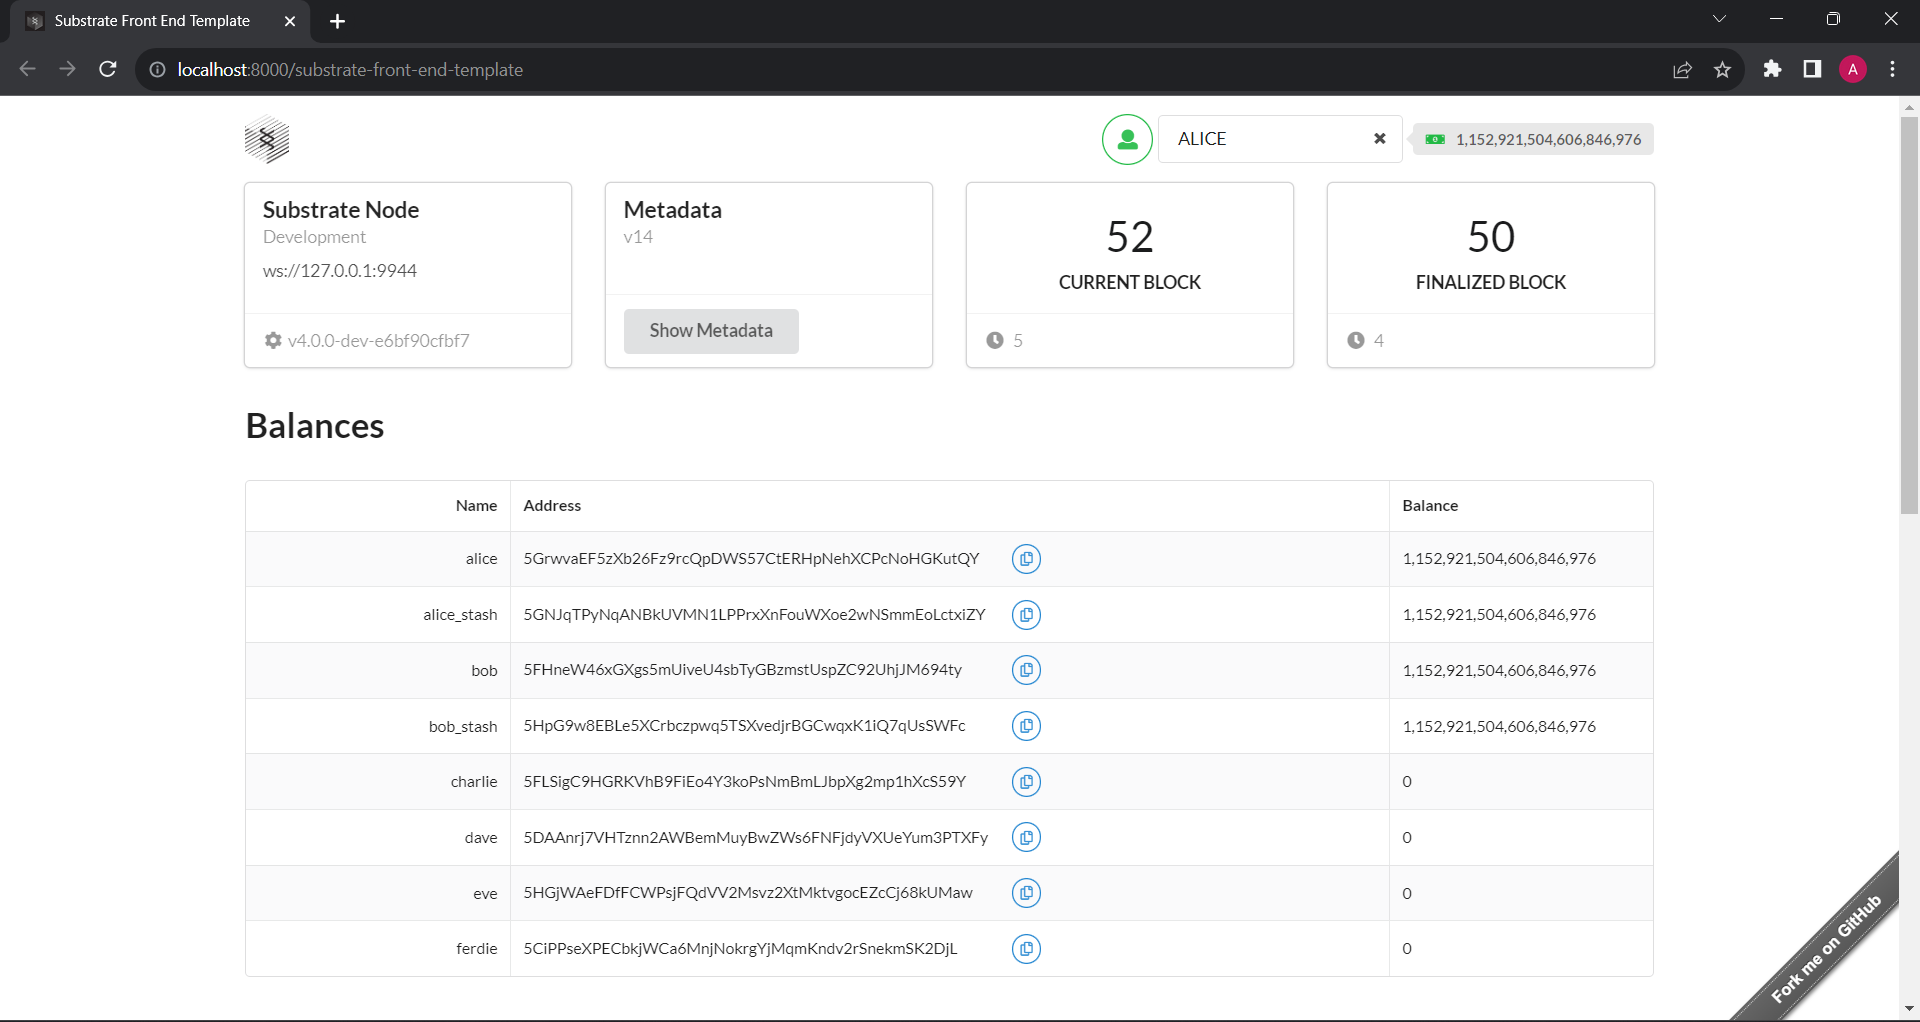 Substrate Front End Template
localhost:8000/substrate-front-end-template
A
ALICE
1,152,921,504,606,846,976
Substrate Node
Development
ws://127.0.0.1:9944
v4.0.0-dev-e6bf90cfbf7
Metadata
v14
Show Metadata
52
CURRENT BLOCK
5
50
FINALIZED BLOCK
4
Balances
Name Address Balance
alice 5GrwvaEF5zXb26Fz9rcQpDWS57CtERHpNehXCPcNoHGKutQY 1,152,921,504,606,846,976
alice_stash 5GNJqTPyNqANBkUVMN1LPPrxXnFouWXoe2wNSmmEoLctxiZY 1,152,921,504,606,846,976
bob 5FHneW46xGXgs5mUiveU4sbTyGBzmstUspZC92UhjJM694ty 1,152,921,504,606,846,976
bob_stash 5HpG9w8EBLe5XCrbczpwq5TSXvedjrBGCwqxK1iQ7qUsSWFc 1,152,921,504,606,846,976
charlie 5FLSigC9HGRKVhB9FiEo4Y3koPsNmBmLJbpXg2mp1hXcS59Y 0
dave 5DAAnrj7VHTznn2AWBemMuyBwZWs6FNFjdyVXUeYum3PTXFy 0
eve 5HGjWAeFDfFCWPsjFQdVV2Msvz2XtMktvgocEZcCj68kUMaw 0
ferdie 5CiPPseXPECbkjWCa6MnjNokrgYjMqmKndv2rSnekmSK2DjL 0
Fork me on GitHub